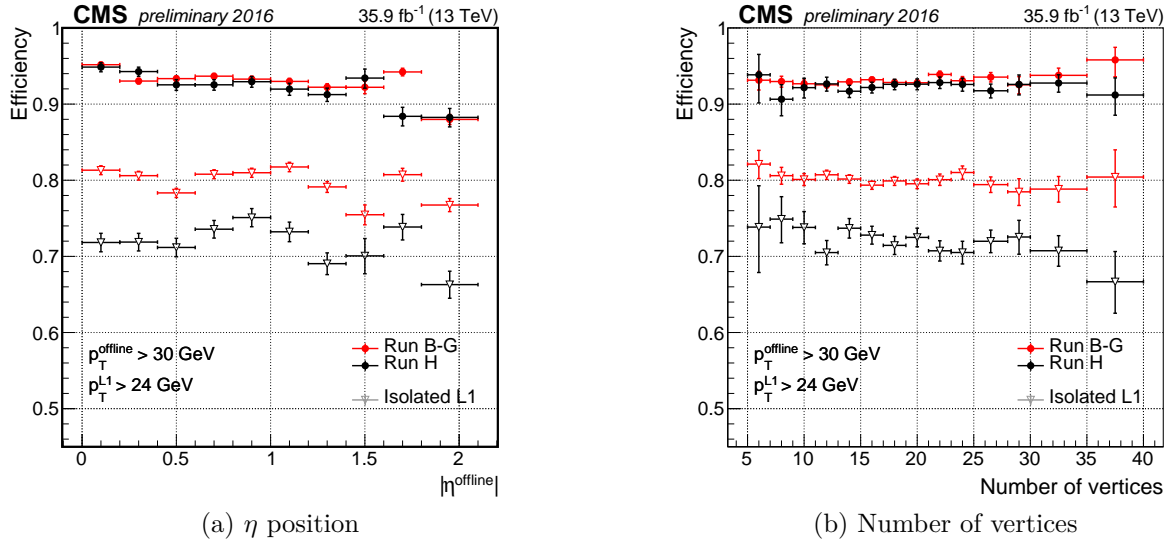 CMS preliminary 2016 35.9 fb⁻¹ (13 TeV)
Efficiency
1
0.9
0.8
0.7
0.6
0.5
p_T^offline > 30 GeV
p_T^L1 > 24 GeV
Run B-G
Run H
Isolated L1
0 0.5 1 1.5 2
|η^offline|
(a) η position
CMS preliminary 2016 35.9 fb⁻¹ (13 TeV)
Efficiency
1
0.9
0.8
0.7
0.6
0.5
p_T^offline > 30 GeV
p_T^L1 > 24 GeV
Run B-G
Run H
Isolated L1
5 10 15 20 25 30 35 40
Number of vertices
(b) Number of vertices